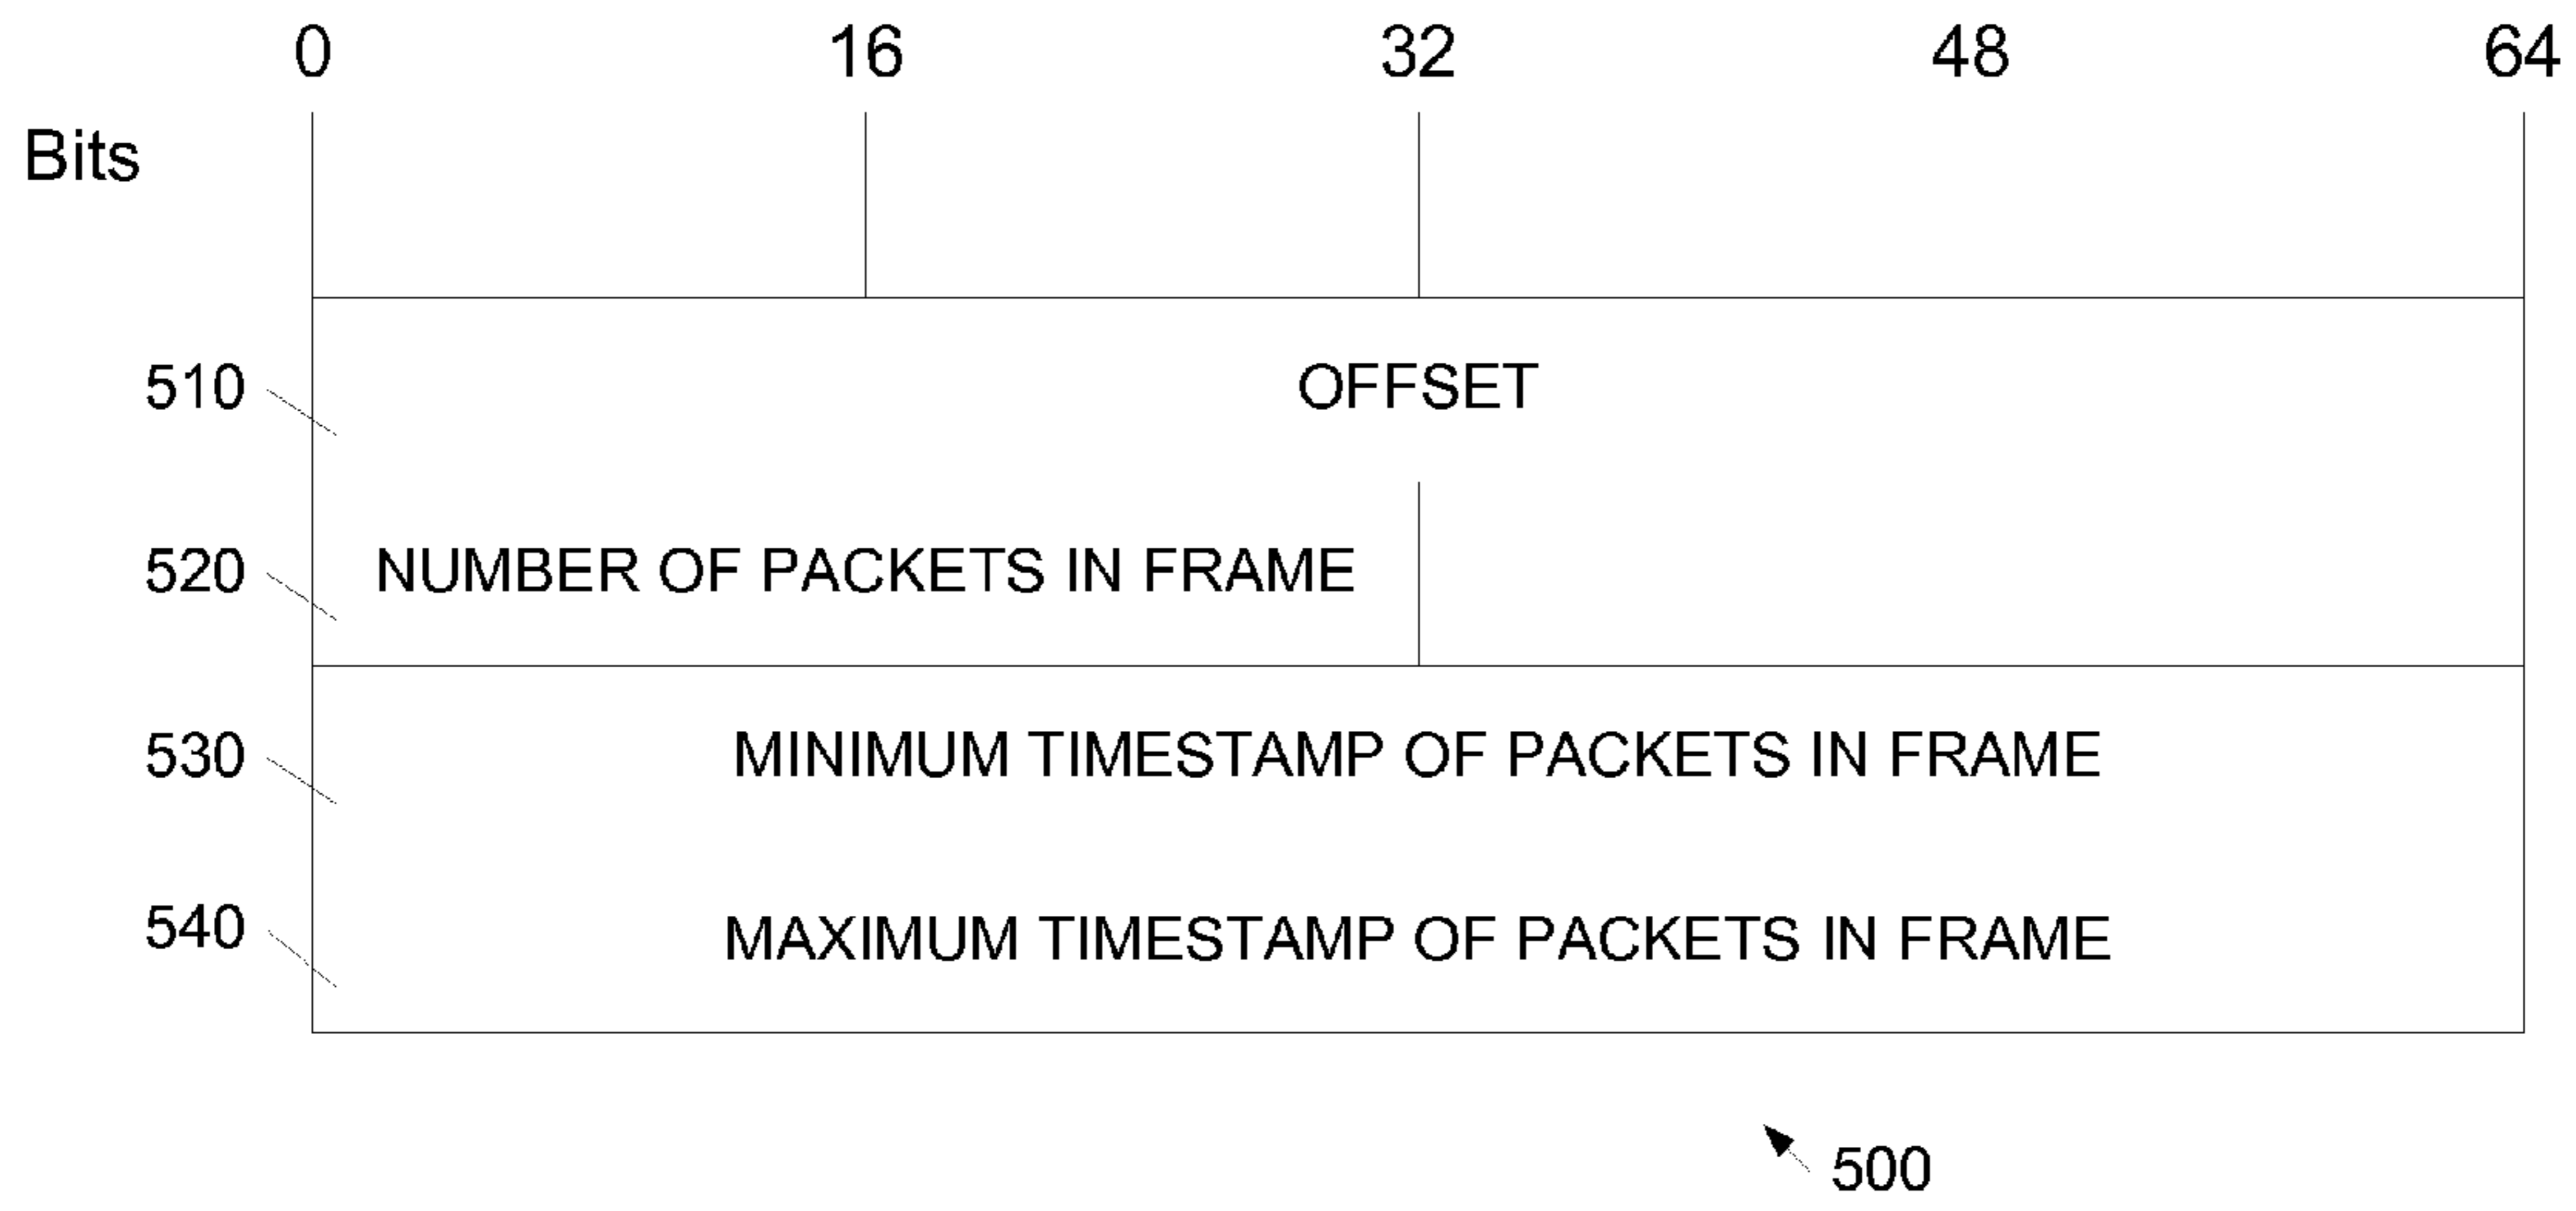 0 16 32 48 64
Bits
510 OFFSET
520 NUMBER OF PACKETS IN FRAME
530 MINIMUM TIMESTAMP OF PACKETS IN FRAME
540 MAXIMUM TIMESTAMP OF PACKETS IN FRAME
500